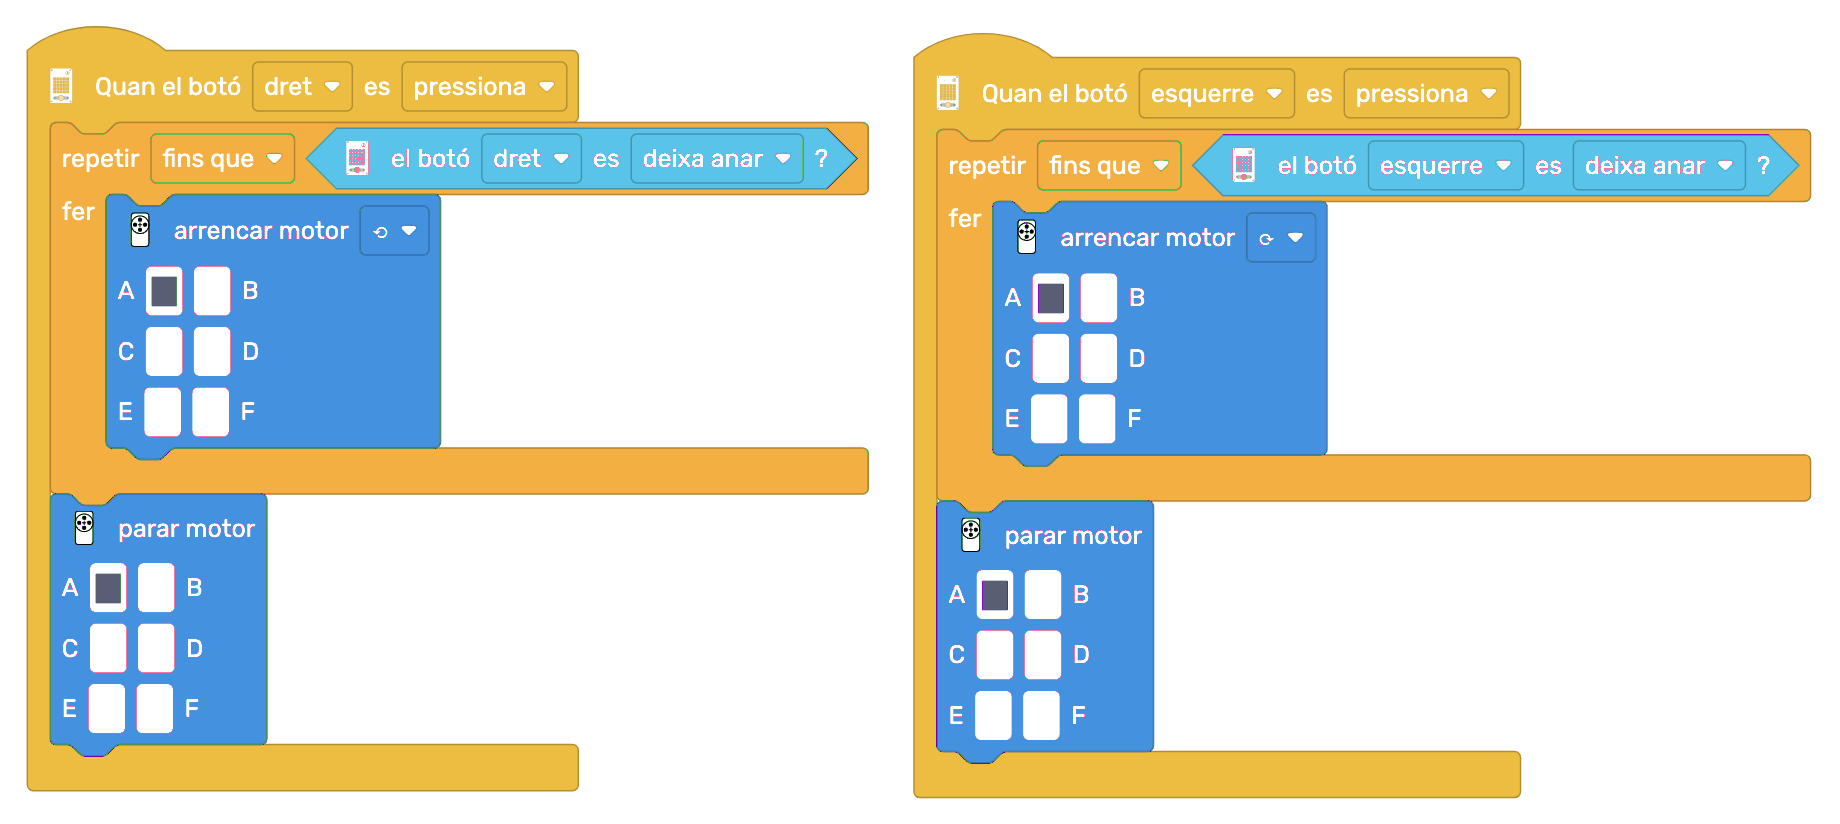 Quan el botó dret es pressiona
repetir fins que el botó dret es deixa anar ?
fer
arrencar motor ⟲
A B
C D
E F
parar motor
A B
C D
E F
Quan el botó esquerre es pressiona
repetir fins que el botó esquerre es deixa anar ?
fer
arrencar motor ⟳
A B
C D
E F
parar motor
A B
C D
E F